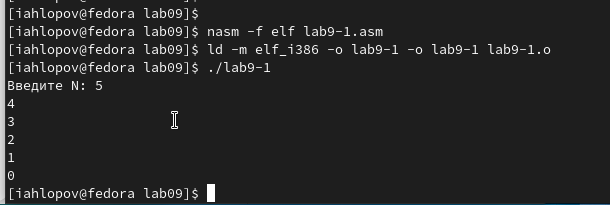 [iahlopov@fedora lab09]$
[iahlopov@fedora lab09]$ nasm -f elf lab9-1.asm
[iahlopov@fedora lab09]$ ld -m elf_i386 -o lab9-1 -o lab9-1 lab9-1.o
[iahlopov@fedora lab09]$ ./lab9-1
Введите N: 5
4
3
2
1
0
[iahlopov@fedora lab09]$